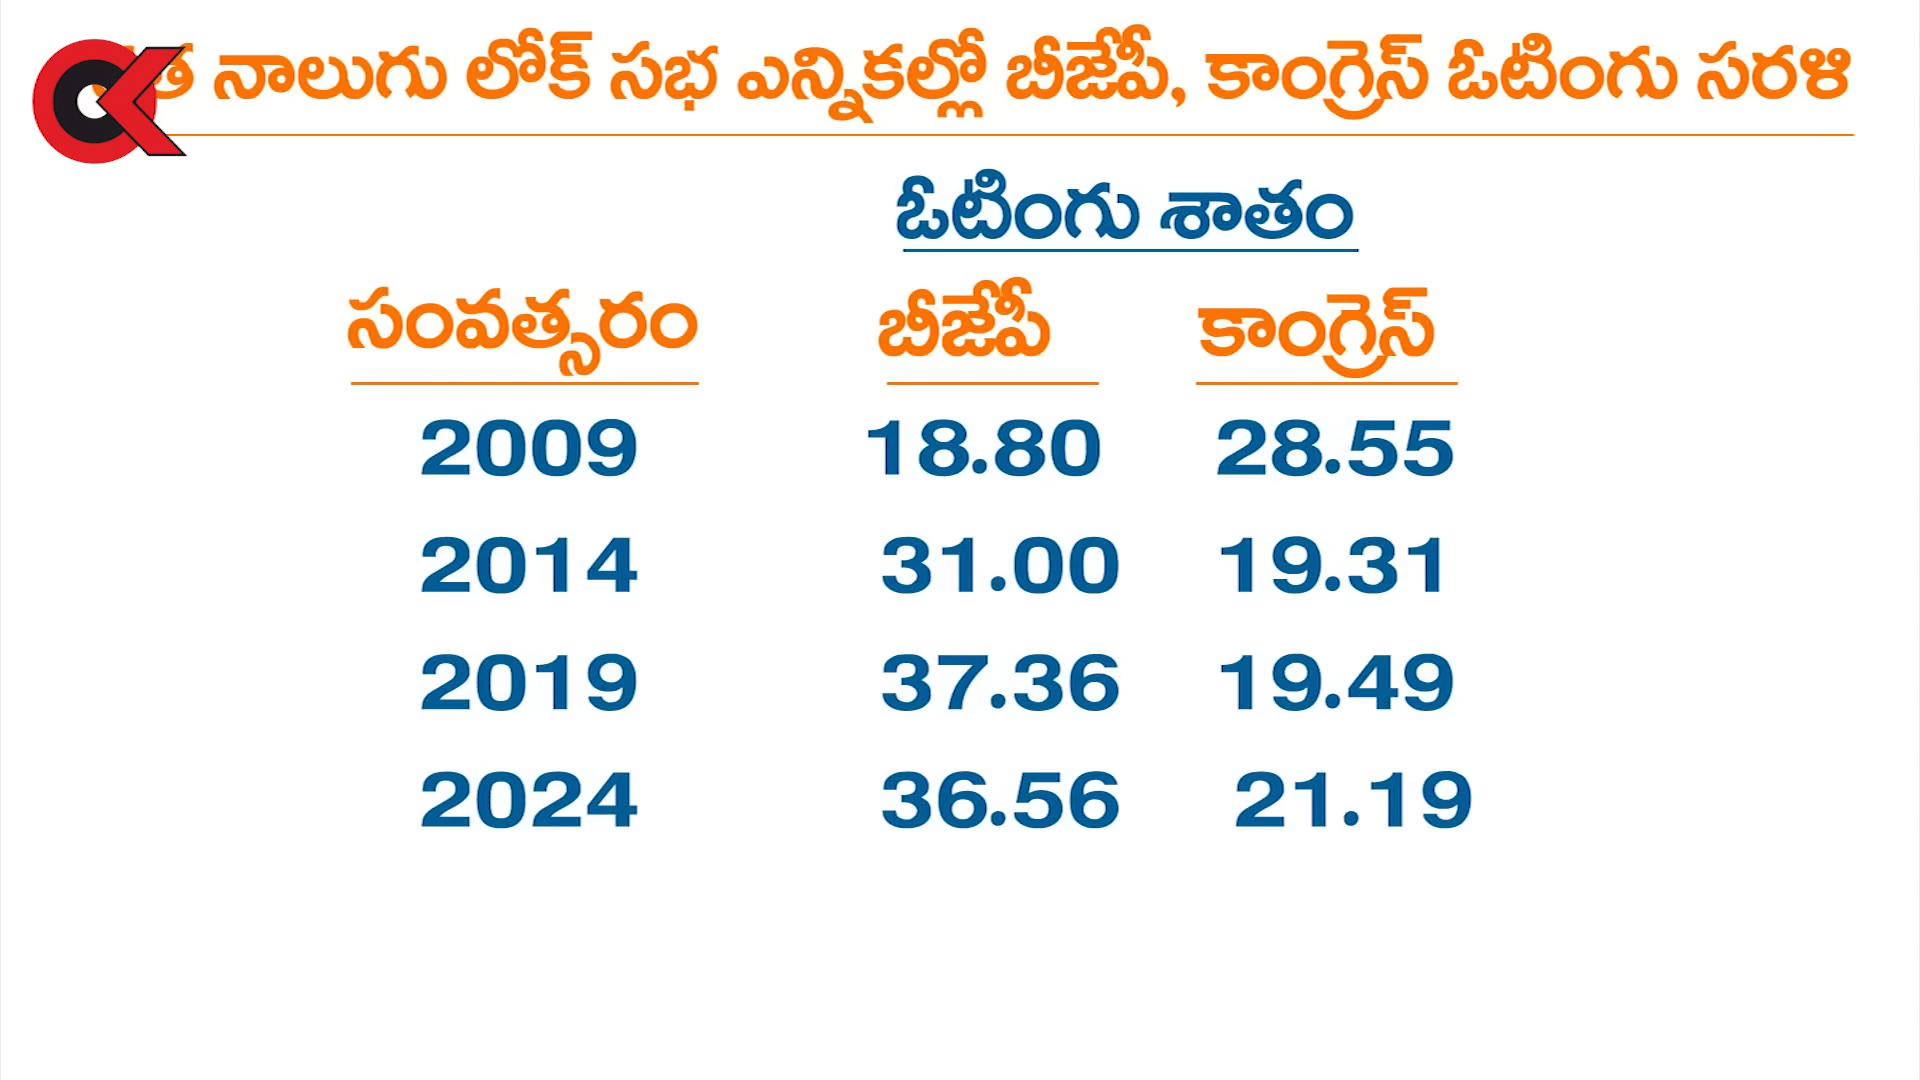 నాలుగు లోక్ సభ ఎన్నికల్లో బీజేపీ, కాంగ్రెస్ ఓటింగు సరళి
ఓటింగు శాతం
సంవత్సరం బీజేపీ కాంగ్రెస్
2009 18.80 28.55
2014 31.00 19.31
2019 37.36 19.49
2024 36.56 21.19